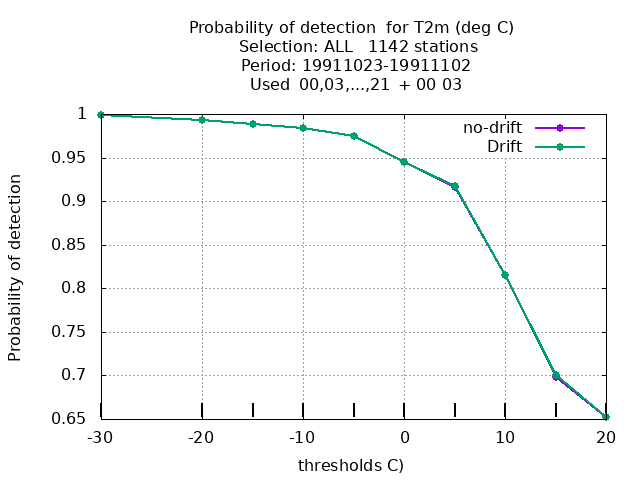 Probability of detection  for T2m (deg C)
Selection: ALL   1142 stations
Period: 19911023-19911102
Used  00,03,...,21  + 00 03
no-drift
Drift
1
0.95
0.9
0.85
0.8
0.75
0.7
0.65
Probability of detection
-30
-20
-10
0
10
20
thresholds C)